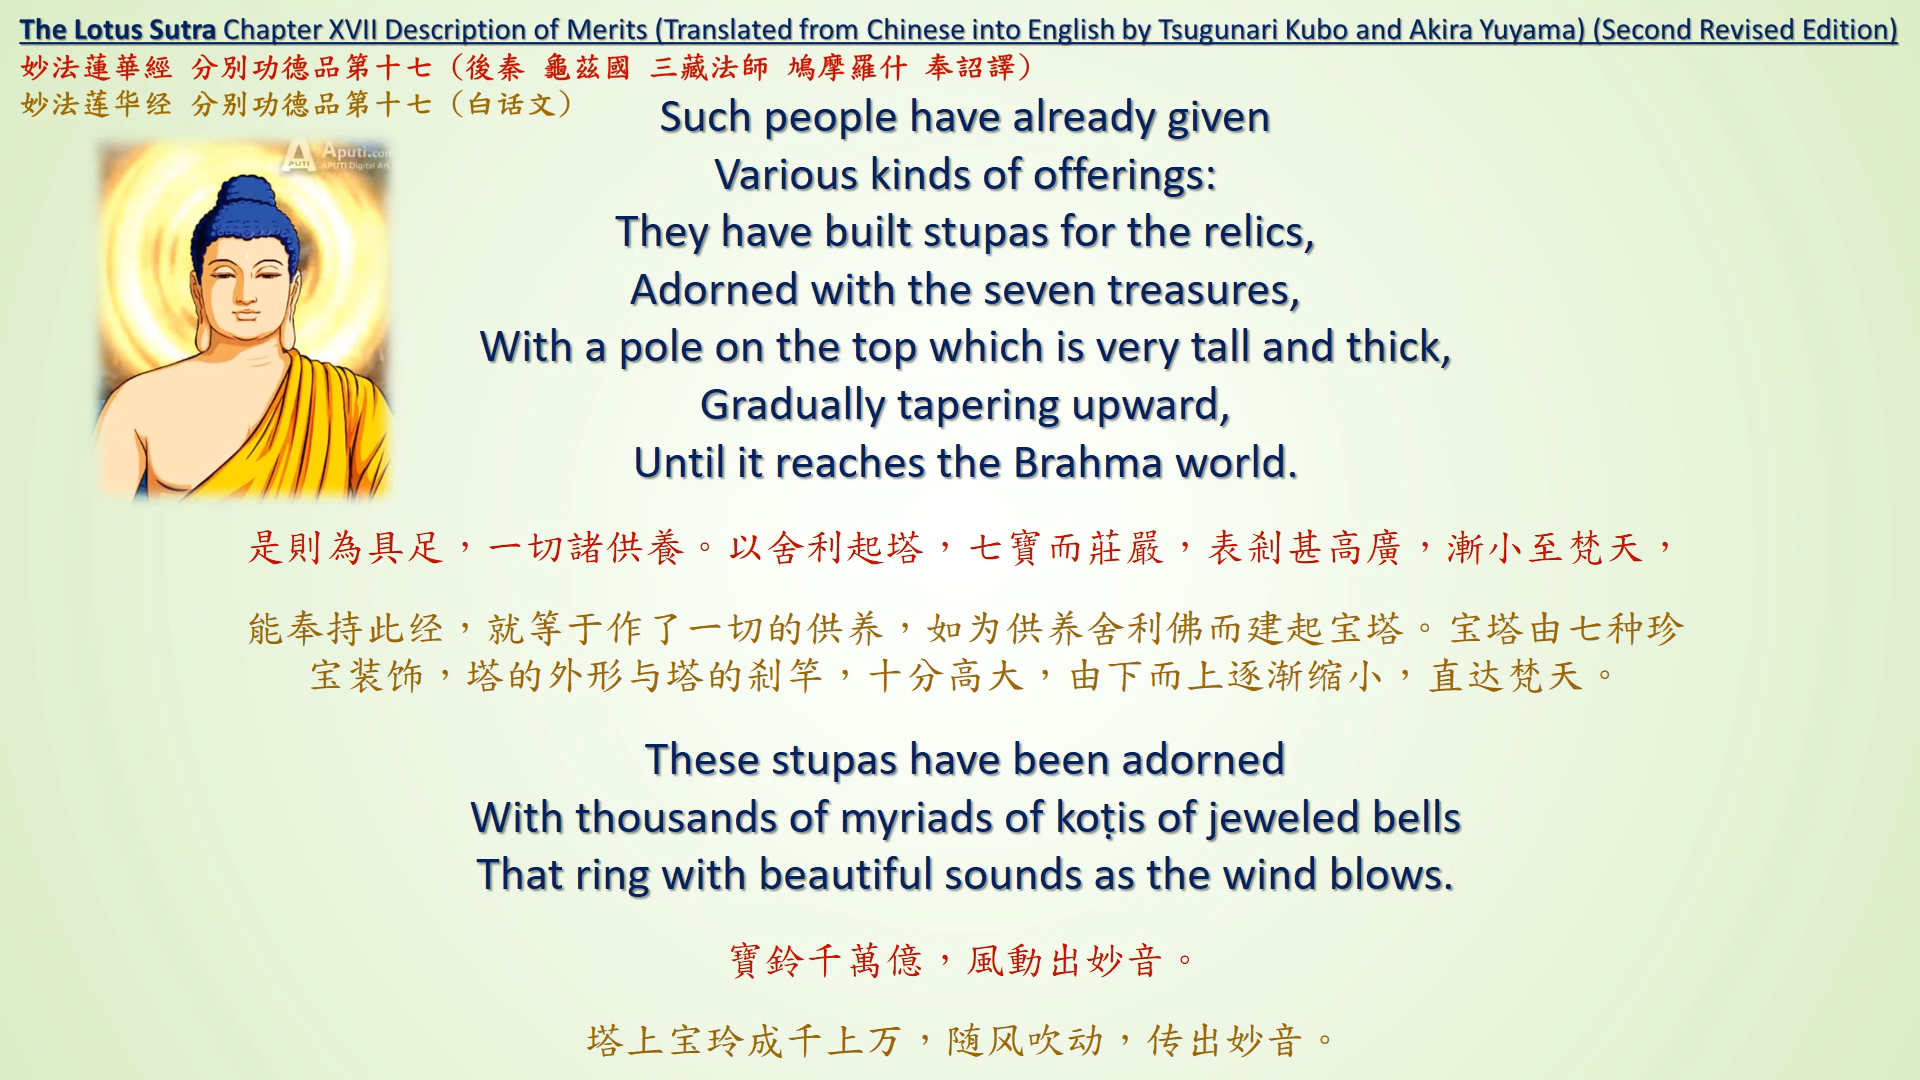 The Lotus Sutra Chapter XVII Description of Merits (Translated from Chinese into English by Tsugunari Kubo and Akira Yuyama) (Second Revised Edition)
妙法蓮華經 分別功德品第十七（後秦 龜茲國 三藏法師 鳩摩羅什 奉詔譯）
妙法莲华经 分别功德品第十七（白话文）
Aputi.com
APUTI Digital Art
PUTI
Such people have already given
Various kinds of offerings:
They have built stupas for the relics,
Adorned with the seven treasures,
With a pole on the top which is very tall and thick,
Gradually tapering upward,
Until it reaches the Brahma world.
是則為具足，一切諸供養。以舍利起塔，七寶而莊嚴，表剎甚高廣，漸小至梵天，
能奉持此经，就等于作了一切的供养，如为供养舍利佛而建起宝塔。宝塔由七种珍
宝装饰，塔的外形与塔的刹竿，十分高大，由下而上逐渐缩小，直达梵天。
These stupas have been adorned
With thousands of myriads of koṭis of jeweled bells
That ring with beautiful sounds as the wind blows.
寶鈴千萬億，風動出妙音。
塔上宝玲成千上万，随风吹动，传出妙音。